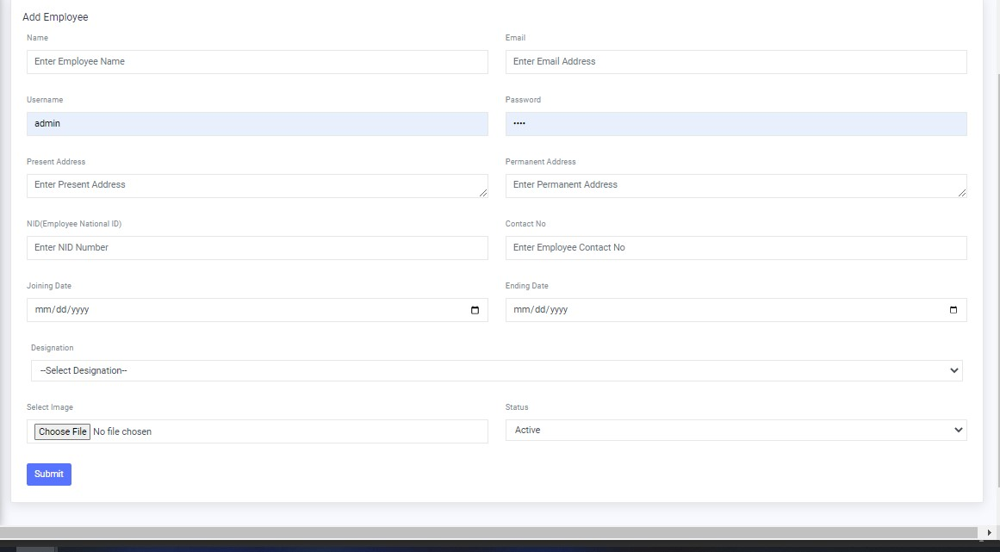 Add Employee
Name Email
Enter Employee Name Enter Email Address
Username Password
admin ••••
Present Address Permanent Address
Enter Present Address Enter Permanent Address
NID(Employee National ID) Contact No
Enter NID Number Enter Employee Contact No
Joining Date Ending Date
mm/dd/yyyy mm/dd/yyyy
Designation
--Select Designation--
Select Image Status
Choose File No file chosen Active
Submit